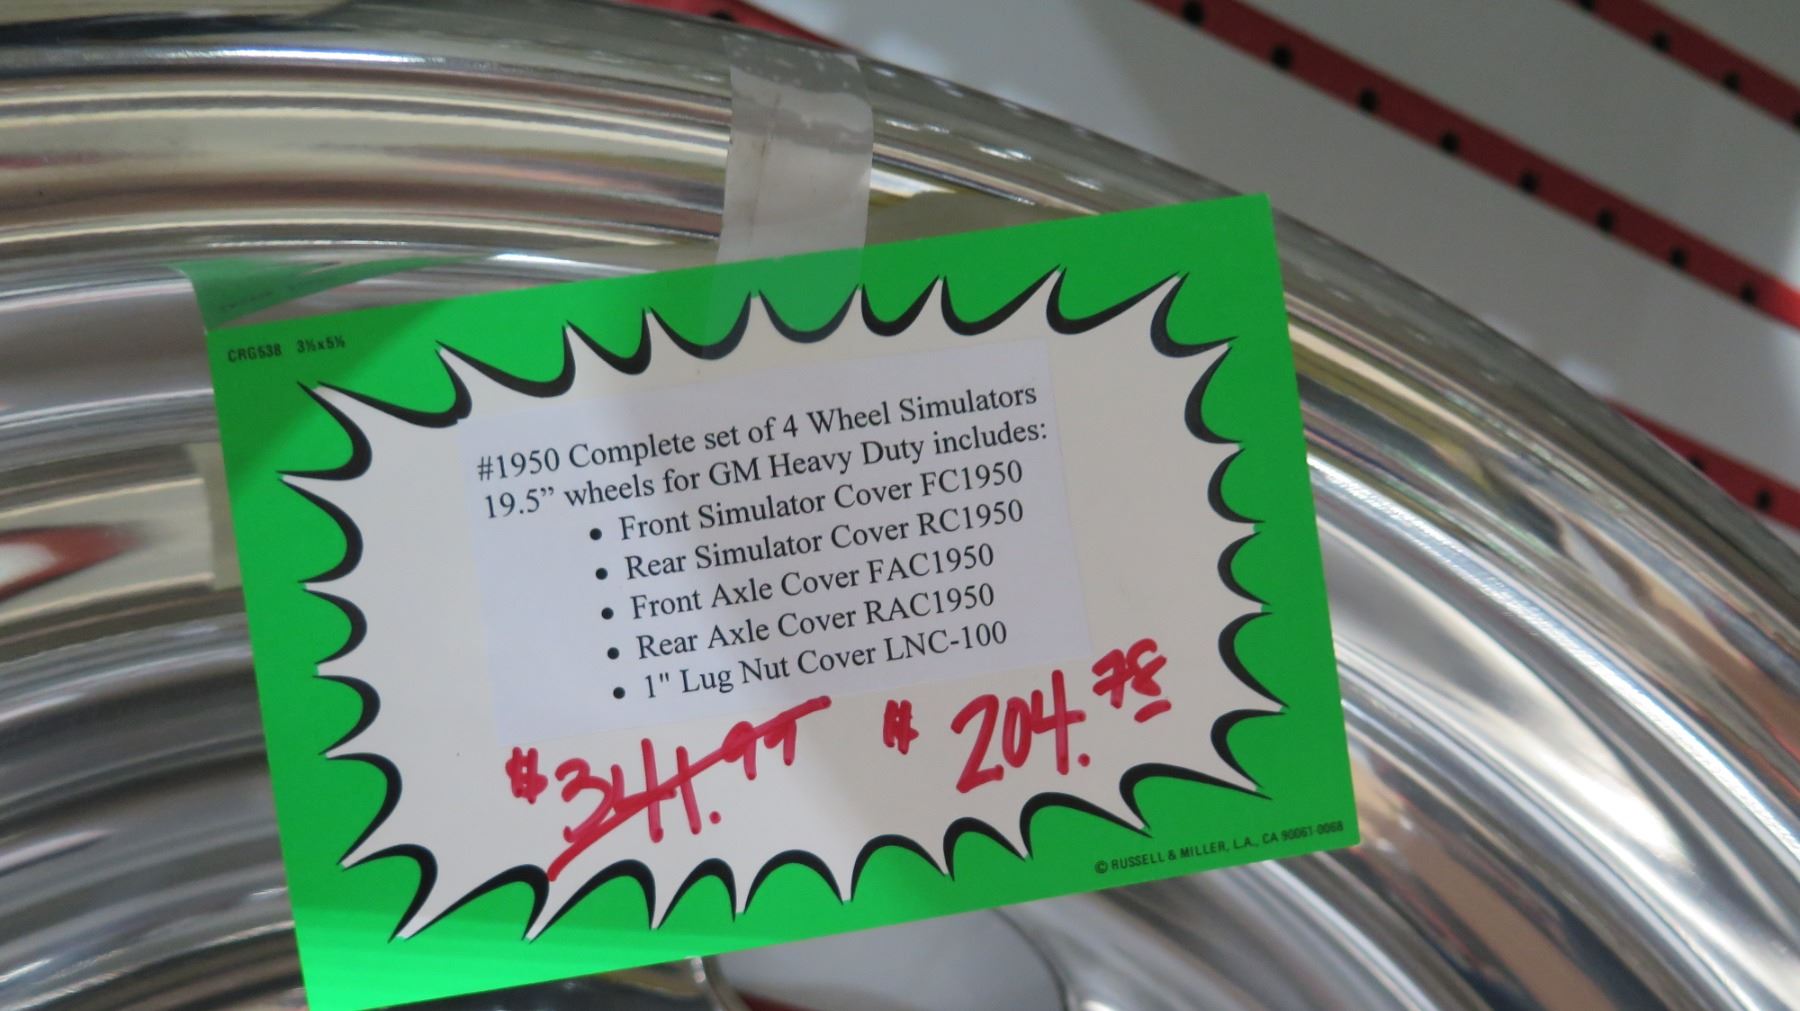 CRG538 3½x5½
#1950 Complete set of 4 Wheel Simulators
19.5” wheels for GM Heavy Duty includes:
• Front Simulator Cover FC1950
• Rear Simulator Cover RC1950
• Front Axle Cover FAC1950
• Rear Axle Cover RAC1950
• 1" Lug Nut Cover LNC-100
$341.99 $204.78
© RUSSELL & MILLER, L.A., CA 90061-0068